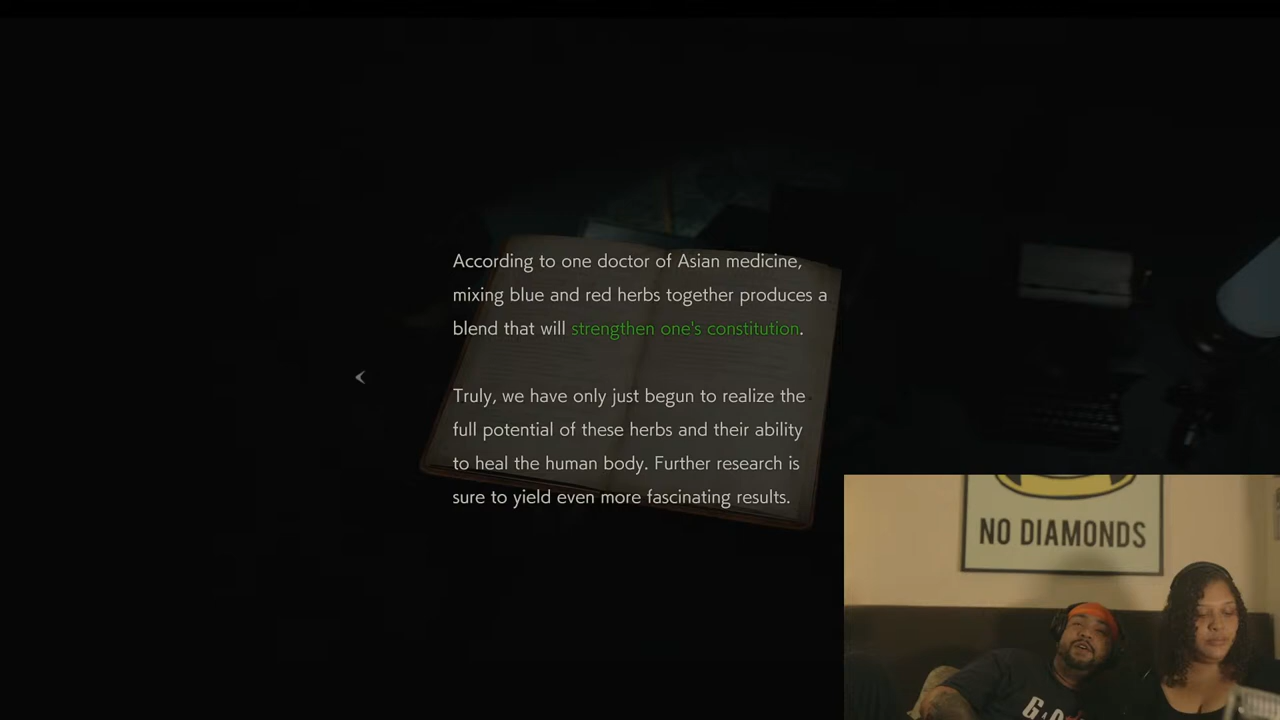 According to one doctor of Asian medicine,
mixing blue and red herbs together produces a
blend that will strengthen one's constitution.
Truly, we have only just begun to realize the
full potential of these herbs and their ability
to heal the human body. Further research is
sure to yield even more fascinating results.
NO DIAMONDS